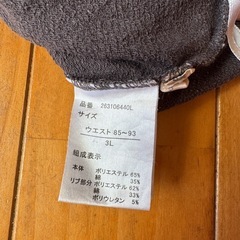 品番 283106440L
サイズ
ウエスト 85~93
3L
組成表示
本体 ポリエステル 65%
綿 35%
リブ部分 ポリエステル 62%
綿 33%
ポリウレタン 5%